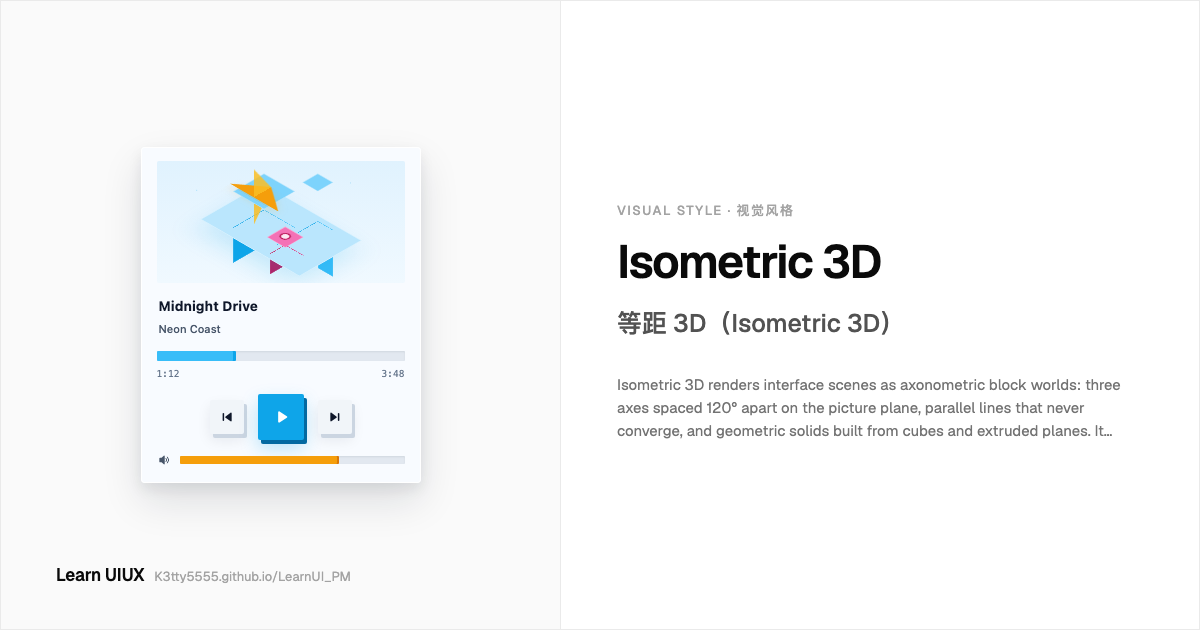 Midnight Drive
Neon Coast
1:12 3:48
Learn UIUX K3tty5555.github.io/LearnUI_PM
VISUAL STYLE · 视觉风格
Isometric 3D
等距 3D（Isometric 3D）
Isometric 3D renders interface scenes as axonometric block worlds: three
axes spaced 120° apart on the picture plane, parallel lines that never
converge, and geometric solids built from cubes and extruded planes. It…